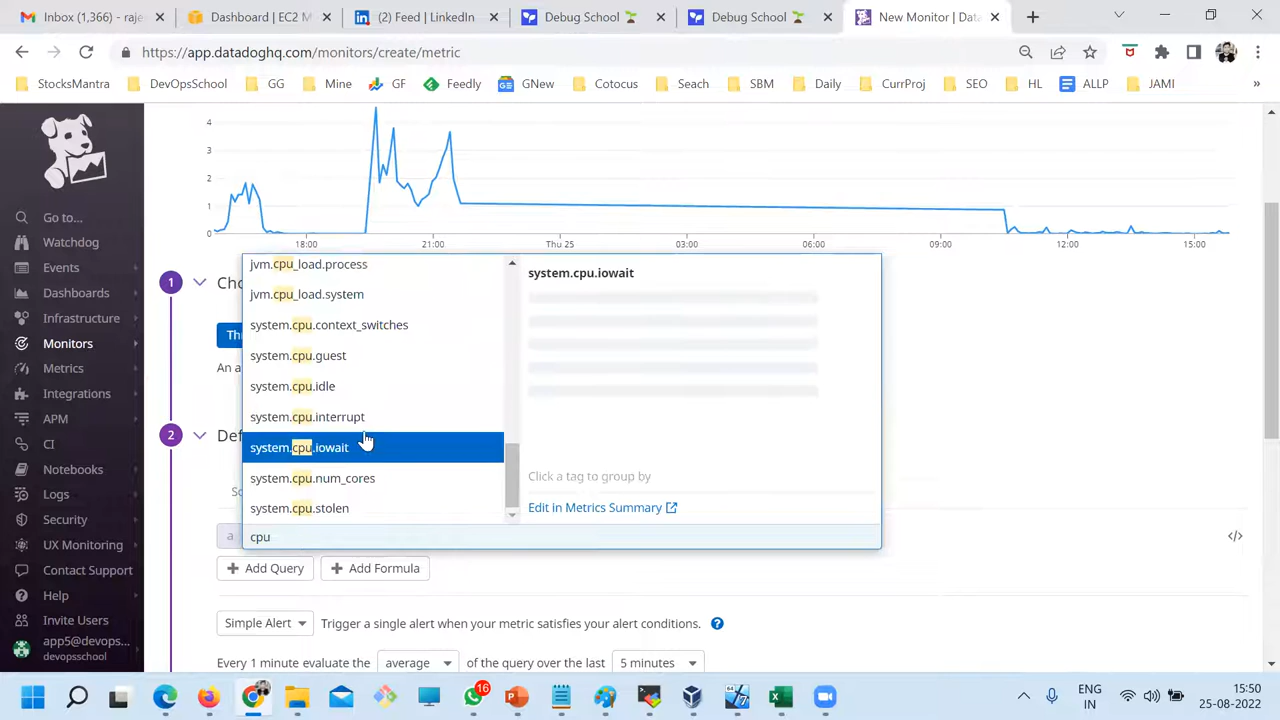 Inbox (1,366) - raje
Dashboard | EC2 M
(2) Feed | LinkedIn
Debug School
Debug School
New Monitor | Dat
https://app.datadoghq.com/monitors/create/metric
StocksMantra
DevOpsSchool
GG
Mine
GF
Feedly
GNew
Cotocus
Seach
SBM
Daily
CurrProj
SEO
HL
ALLP
JAMI
»
Go to...
Watchdog
Events
Dashboards
Infrastructure
Monitors
Metrics
Integrations
APM
CI
Notebooks
Logs
Security
UX Monitoring
Contact Support
Help
Invite Users
app5@devops...
devopsschool
4
3
2
1
0
18:00
21:00
Thu 25
03:00
06:00
09:00
12:00
15:00
1
Cho
Th
An a
2
Def
So
jvm.cpu_load.process
jvm.cpu_load.system
system.cpu.context_switches
system.cpu.guest
system.cpu.idle
system.cpu.interrupt
system.cpu.iowait
system.cpu.num_cores
system.cpu.stolen
system.cpu.iowait
Click a tag to group by
Edit in Metrics Summary
a
cpu
</>
+ Add Query
+ Add Formula
Simple Alert
Trigger a single alert when your metric satisfies your alert conditions.
?
Every 1 minute evaluate the average of the query over the last 5 minutes
16
ENG
IN
15:50
25-08-2022